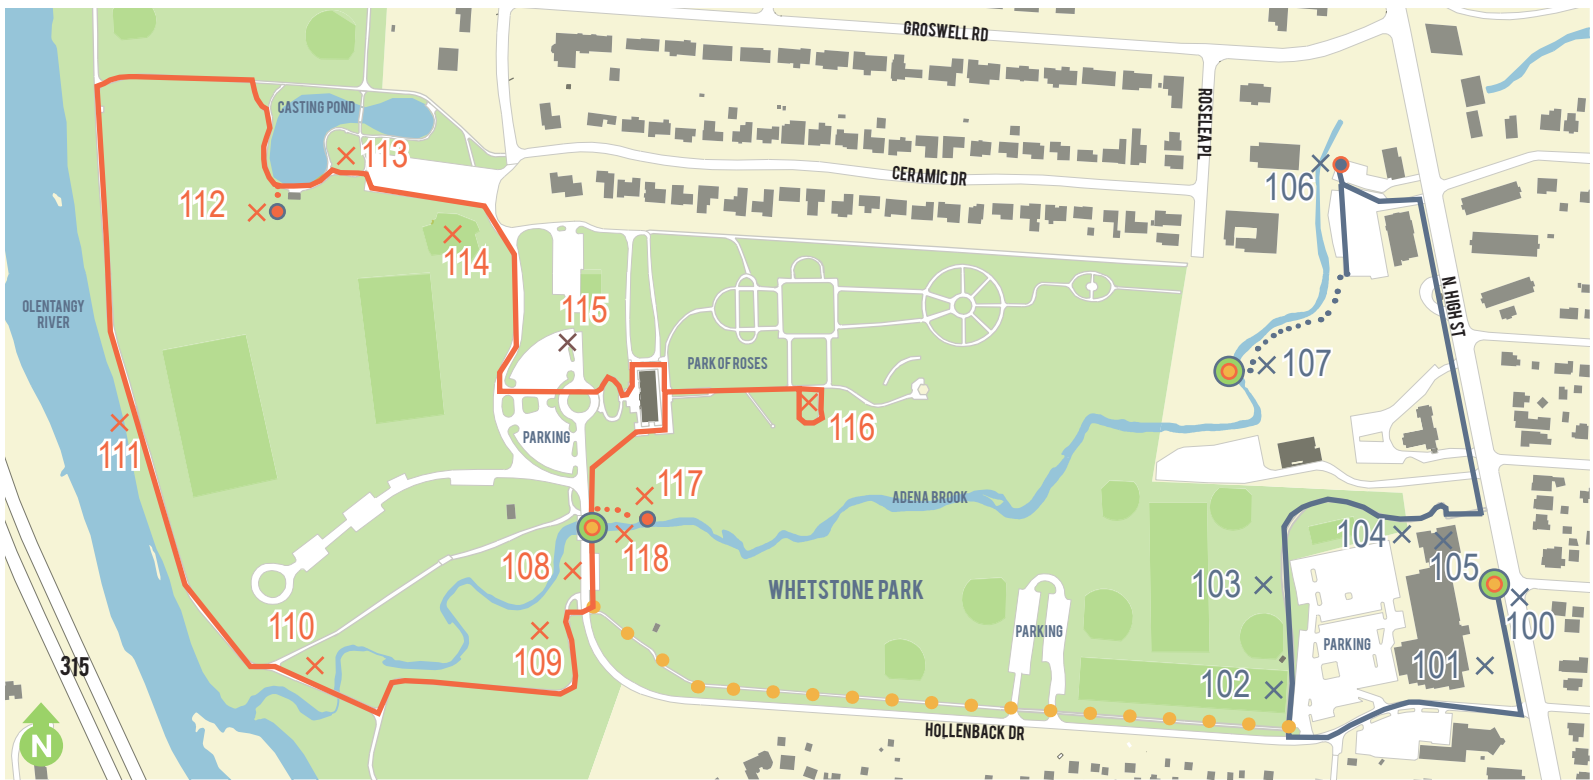 GROSWELL RD
CASTING POND
ROSELEA PL
113
CERAMIC DR
106
112
114
OLENTANGY
RIVER
115
N. HIGH ST
PARK OF ROSES
107
116
111
PARKING
117
ADENA BROOK
104
118
108
105
103
WHETSTONE PARK
100
110
PARKING
109
PARKING
101
315
102
HOLLENBACK DR
N